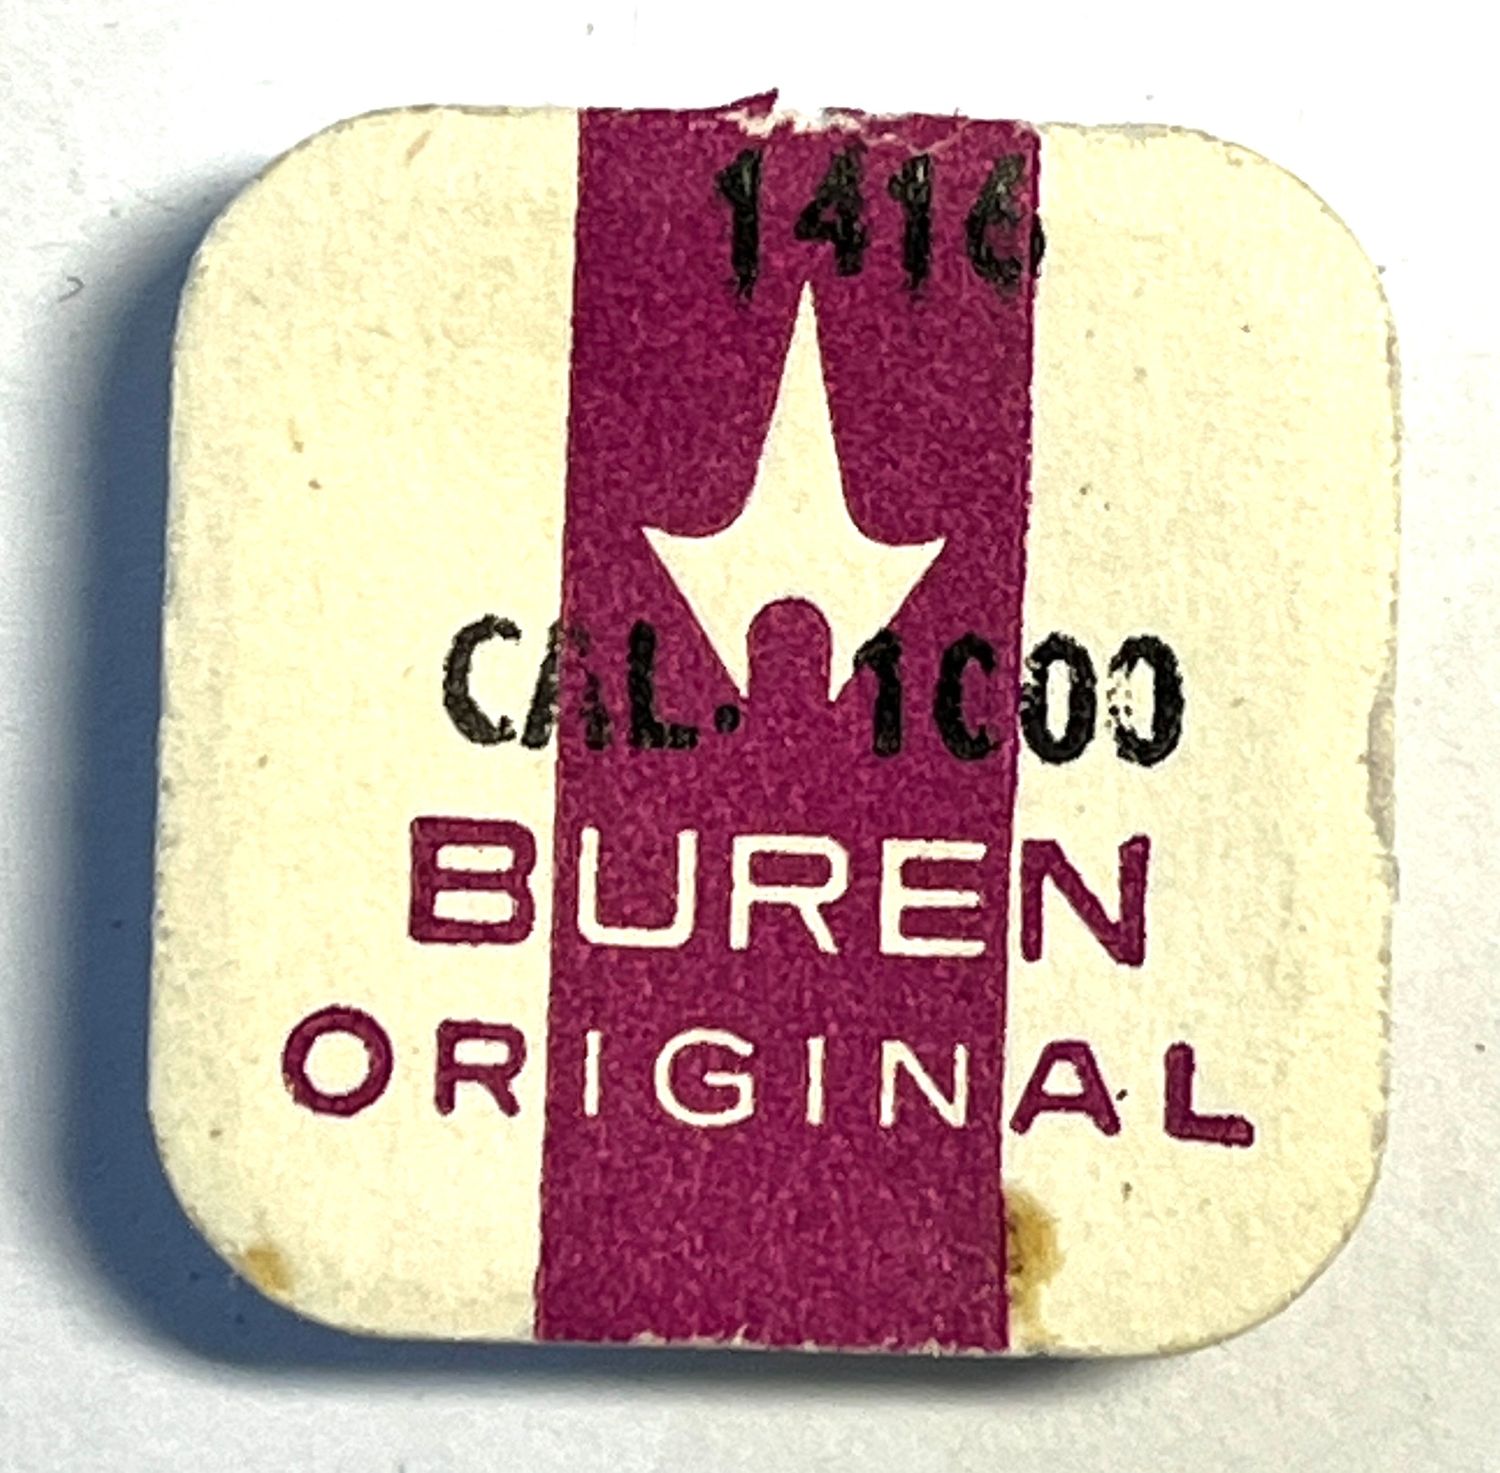 1416
CAL. 1000
BUREN
ORIGINAL